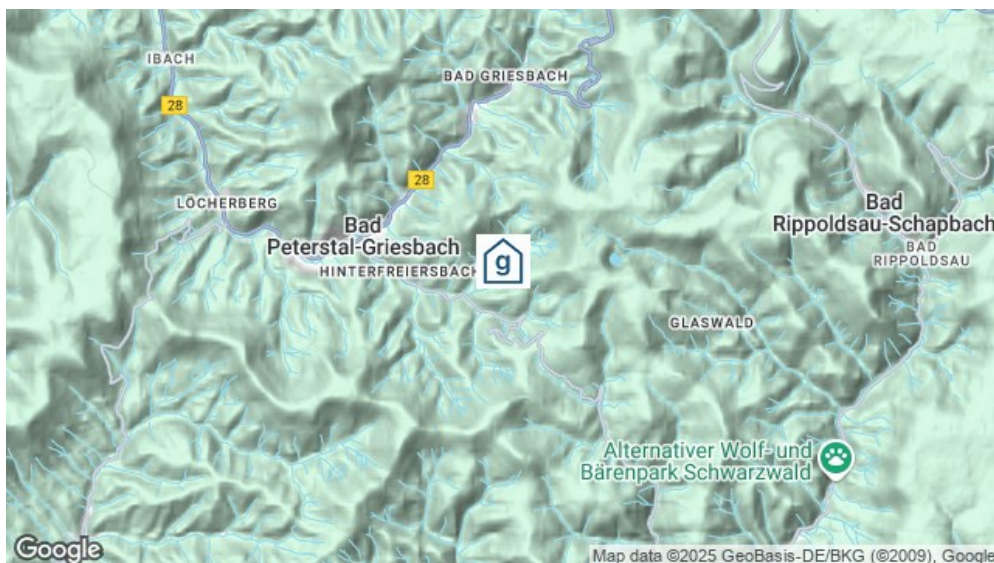 IBACH
BAD GRIESBACH
28
28
LÖCHERBERG
Bad
Peterstal-Griesbach
HINTERFREIERSBACH
g
Bad
Rippoldsau-Schapbach
BAD
RIPPOLDSAU
GLASWALD
Alternativer Wolf- und
Bärenpark Schwarzwald
Google
Map data ©2025 GeoBasis-DE/BKG (©2009), Google